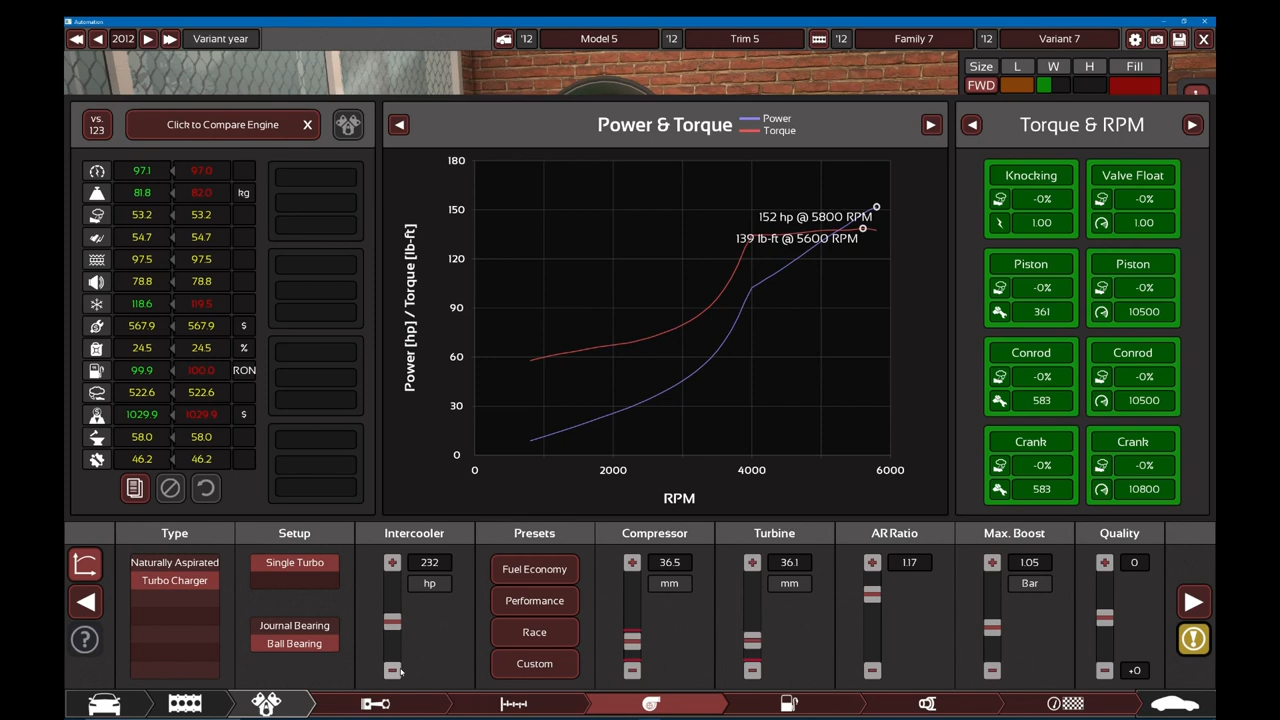 Automation
2012 Variant year '12 Model 5 '12 Trim 5 '12 Family 7 '12 Variant 7
Size L W H Fill
FWD
vs. 123 Click to Compare Engine X
97.1 97.0
81.8 82.0 kg
53.2 53.2
54.7 54.7
97.5 97.5
78.8 78.8
118.6 119.5
567.9 567.9 $
24.5 24.5 %
99.9 100.0 RON
522.6 522.6
1029.9 1029.9 $
58.0 58.0
46.2 46.2
Power & Torque
Power
Torque
180
150
120
90
60
30
0
Power [hp] / Torque [lb-ft]
152 hp @ 5800 RPM
139 lb-ft @ 5600 RPM
0 2000 4000 6000
RPM
Torque & RPM
Knocking Valve Float
-0% -0%
1.00 1.00
Piston Piston
-0% -0%
361 10500
Conrod Conrod
-0% -0%
583 10500
Crank Crank
-0% -0%
583 10800
Type Setup Intercooler Presets Compressor Turbine AR Ratio Max. Boost Quality
Naturally Aspirated
Turbo Charger
Single Turbo
Journal Bearing
Ball Bearing
232
hp
Fuel Economy
Performance
Race
Custom
36.5
mm
36.1
mm
1.17
1.05
Bar
0
+0